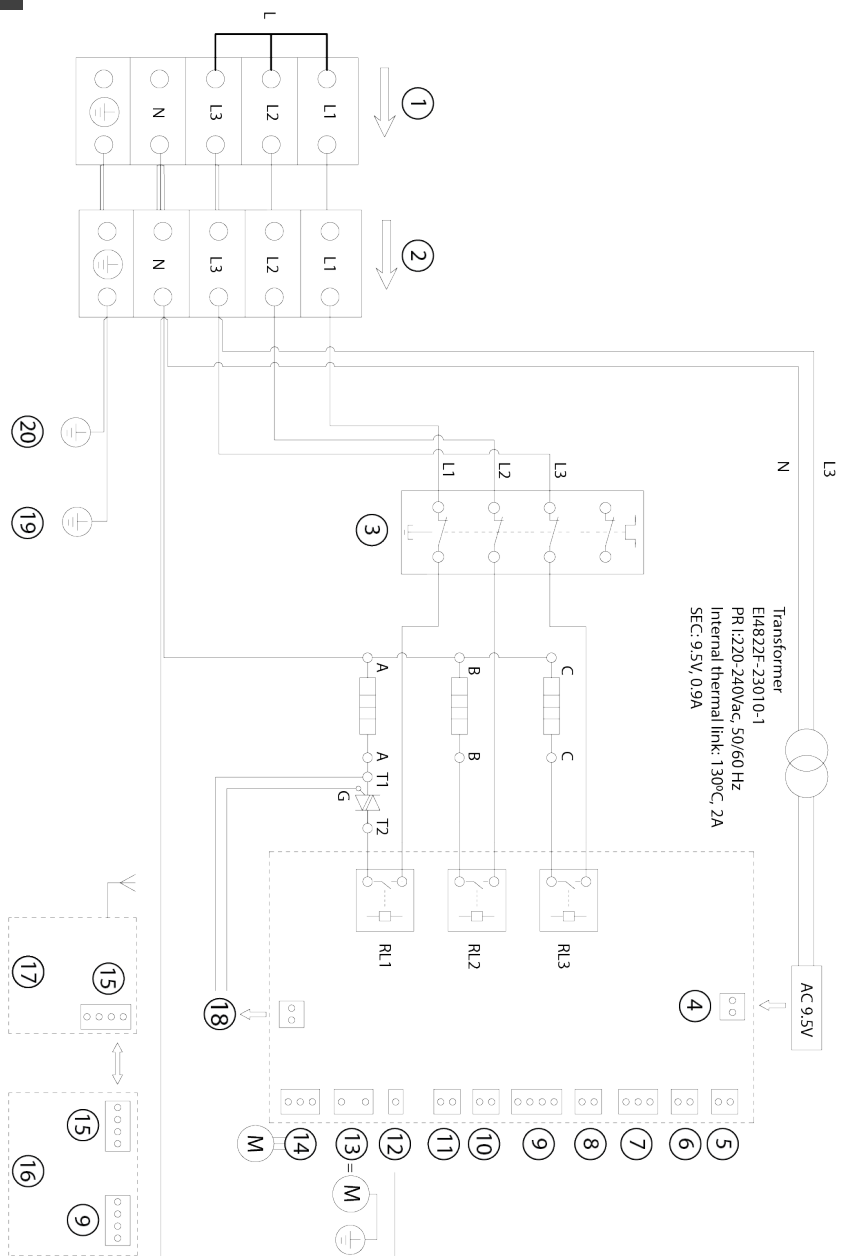 L3
N
Transformer
EI4822F-23010-1
PR I:220-240Vac, 50/60 Hz
Internal thermal link: 130ºC, 2A
SEC: 9.5V, 0.9A
AC 9.5V
1
L
L1
L2
L3
N
2
L1
L2
L3
N
L3
L2
L1
3
C
C
B
B
A
A
T1
G
T2
RL3
RL2
RL1
4
5
6
7
8
9
10
11
12
13
= M
14
M
18
20
19
15
17
15
16
9